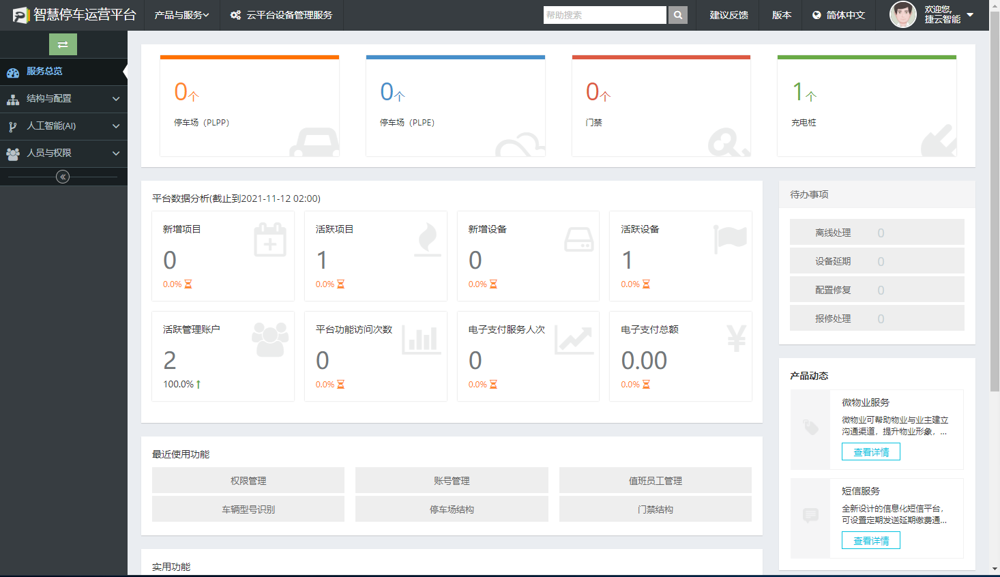 智慧停车运营平台
产品与服务
云平台设备管理服务
帮助搜索
建议反馈
版本
简体中文
欢迎您,
捷云智能
服务总览
结构与配置
人工智能(AI)
人员与权限
0个
停车场（PLPP）
0个
停车场（PLPE）
0个
门禁
1个
充电桩
平台数据分析(截止到2021-11-12 02:00)
新增项目
0
0.0%
活跃项目
1
0.0%
新增设备
0
0.0%
活跃设备
1
0.0%
活跃管理账户
2
100.0%
平台功能访问次数
0
0.0%
电子支付服务人次
0
0.0%
电子支付总额
¥
0.00
0.0%
待办事项
离线处理 0
设备延期 0
配置修复 0
报修处理 0
产品动态
微物业服务
微物业可帮助物业与业主建立
沟通渠道，提升物业形象，...
查看详情
短信服务
全新设计的信息化短信平台，
可设置定期发送延期缴费通...
查看详情
最近使用功能
权限管理
账号管理
值班员工管理
车辆型号识别
停车场结构
门禁结构
实用功能